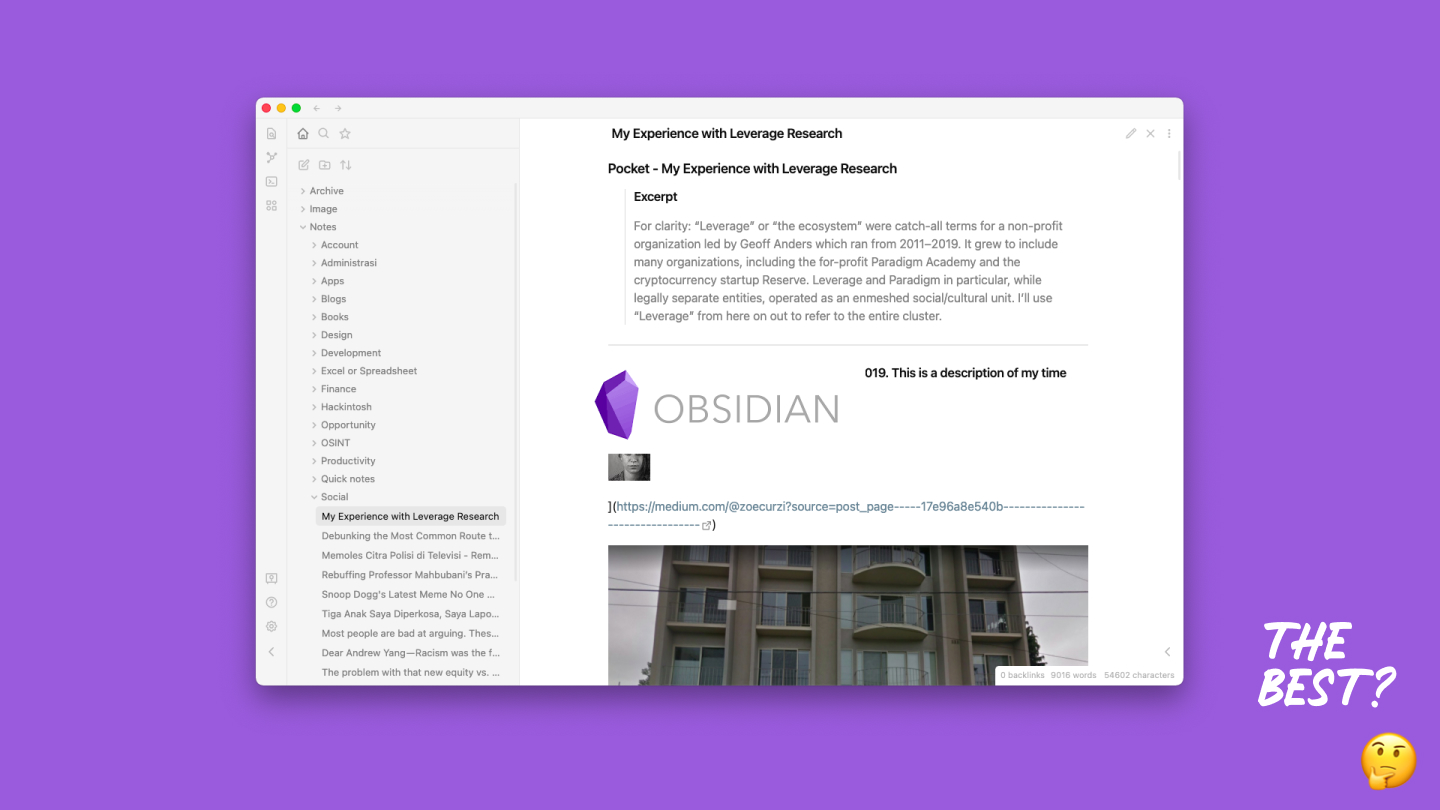 My Experience with Leverage Research
Pocket - My Experience with Leverage Research
Archive
Image
Notes
Account
Administrasi
Apps
Blogs
Books
Design
Development
Excel or Spreadsheet
Finance
Hackintosh
Opportunity
OSINT
Productivity
Quick notes
Social
My Experience with Leverage Research
Debunking the Most Common Route t...
Memoles Citra Polisi di Televisi - Rem...
Rebuffing Professor Mahbubani's Pra...
Snoop Dogg's Latest Meme No One ...
Tiga Anak Saya Diperkosa, Saya Lapo...
Most people are bad at arguing. Thes...
Dear Andrew Yang—Racism was the f...
The problem with that new equity vs. ...
Excerpt
For clarity: “Leverage” or “the ecosystem” were catch-all terms for a non-profit
organization led by Geoff Anders which ran from 2011–2019. It grew to include
many organizations, including the for-profit Paradigm Academy and the
cryptocurrency startup Reserve. Leverage and Paradigm in particular, while
legally separate entities, operated as an enmeshed social/cultural unit. I’ll use
“Leverage” from here on out to refer to the entire cluster.
019. This is a description of my time
OBSIDIAN
](https://medium.com/@zoecurzi?source=post_page-----17e96a8e540b----------------
------------------------------)
0 backlinks 9016 words 54602 characters
THE
BEST?